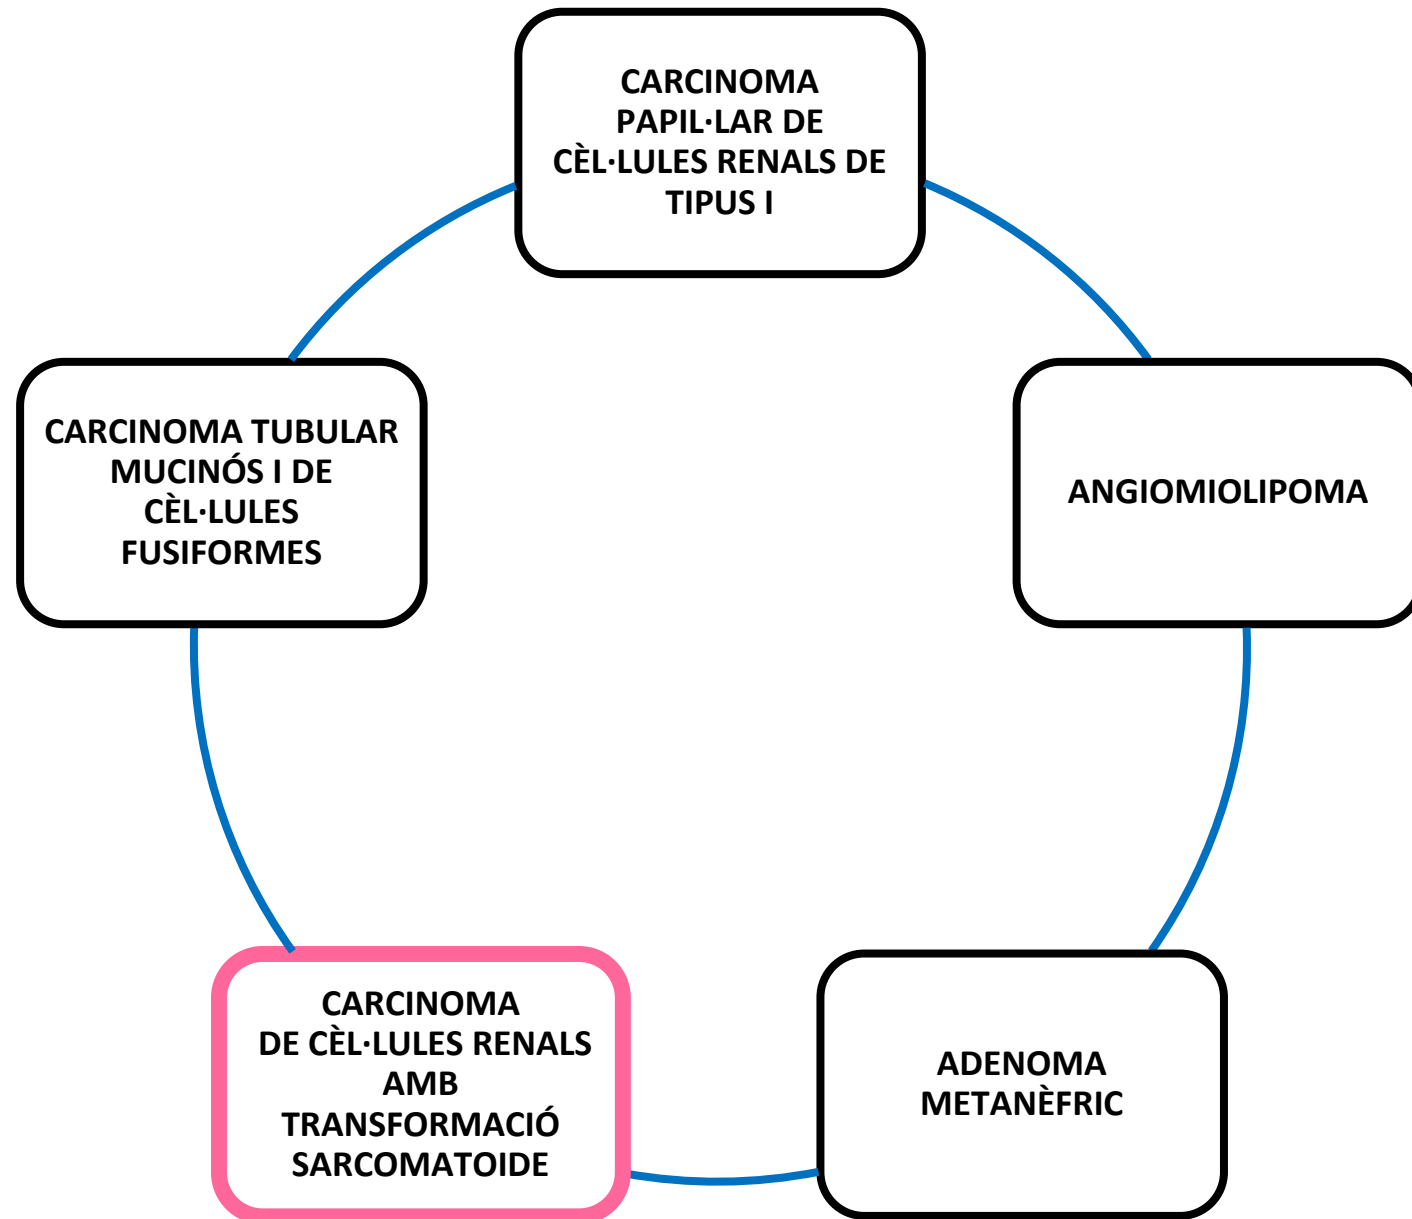 CARCINOMA
PAPIL·LAR DE
CÈL·LULES RENALS DE
TIPUS I
CARCINOMA TUBULAR
MUCINÓS I DE
CÈL·LULES
FUSIFORMES
ANGIOMIOLIPOMA
CARCINOMA
DE CÈL·LULES RENALS
AMB
TRANSFORMACIÓ
SARCOMATOIDE
ADENOMA
METANÈFRIC